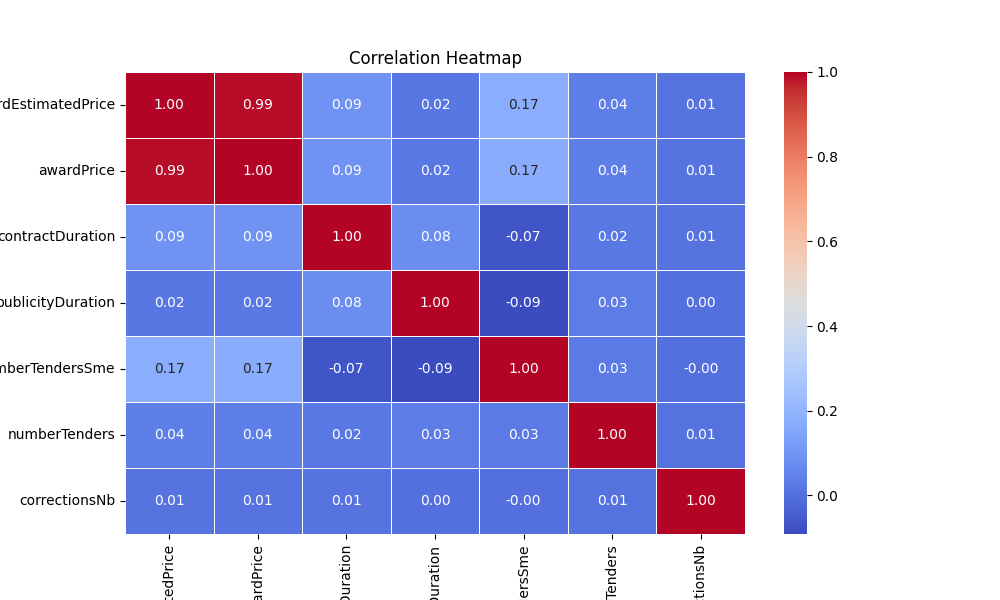 Correlation Heatmap
rdEstimatedPrice 1.00 0.99 0.09 0.02 0.17 0.04 0.01
awardPrice 0.99 1.00 0.09 0.02 0.17 0.04 0.01
contractDuration 0.09 0.09 1.00 0.08 -0.07 0.02 0.01
publicityDuration 0.02 0.02 0.08 1.00 -0.09 0.03 0.00
mberTendersSme 0.17 0.17 -0.07 -0.09 1.00 0.03 -0.00
numberTenders 0.04 0.04 0.02 0.03 0.03 1.00 0.01
correctionsNb 0.01 0.01 0.01 0.00 -0.00 0.01 1.00
tedPrice
ardPrice
Duration
Duration
ersSme
Tenders
tionsNb
1.0
0.8
0.6
0.4
0.2
0.0